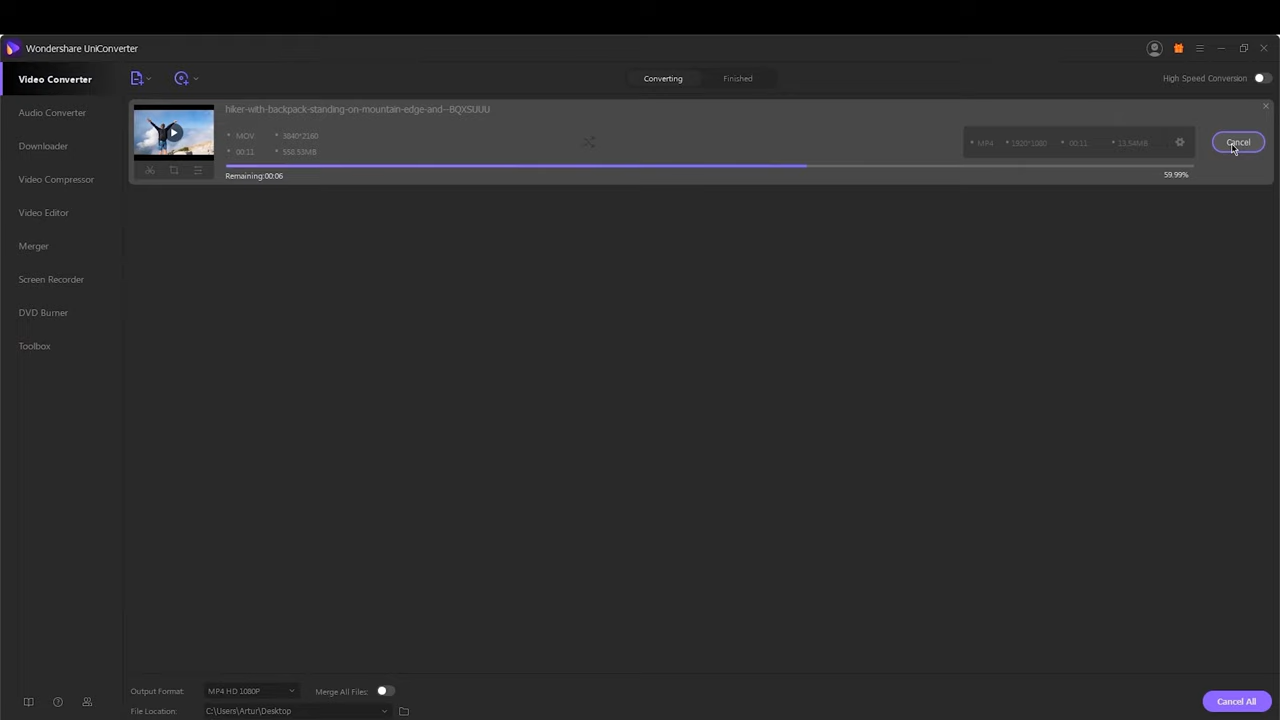 Wondershare UniConverter
Video Converter
Converting
Finished
High Speed Conversion
Audio Converter
Downloader
Video Compressor
Video Editor
Merger
Screen Recorder
DVD Burner
Toolbox
hiker-with-backpack-standing-on-mountain-edge-and--BQXSUUU
MOV 3840*2160
00:11 558.53MB
MP4 1920*1080 00:11 13.54MB
Cancel
Remaining:00:06
59.99%
Output Format: MP4 HD 1080P
Merge All Files:
File Location: C:\Users\Artur\Desktop
Cancel All